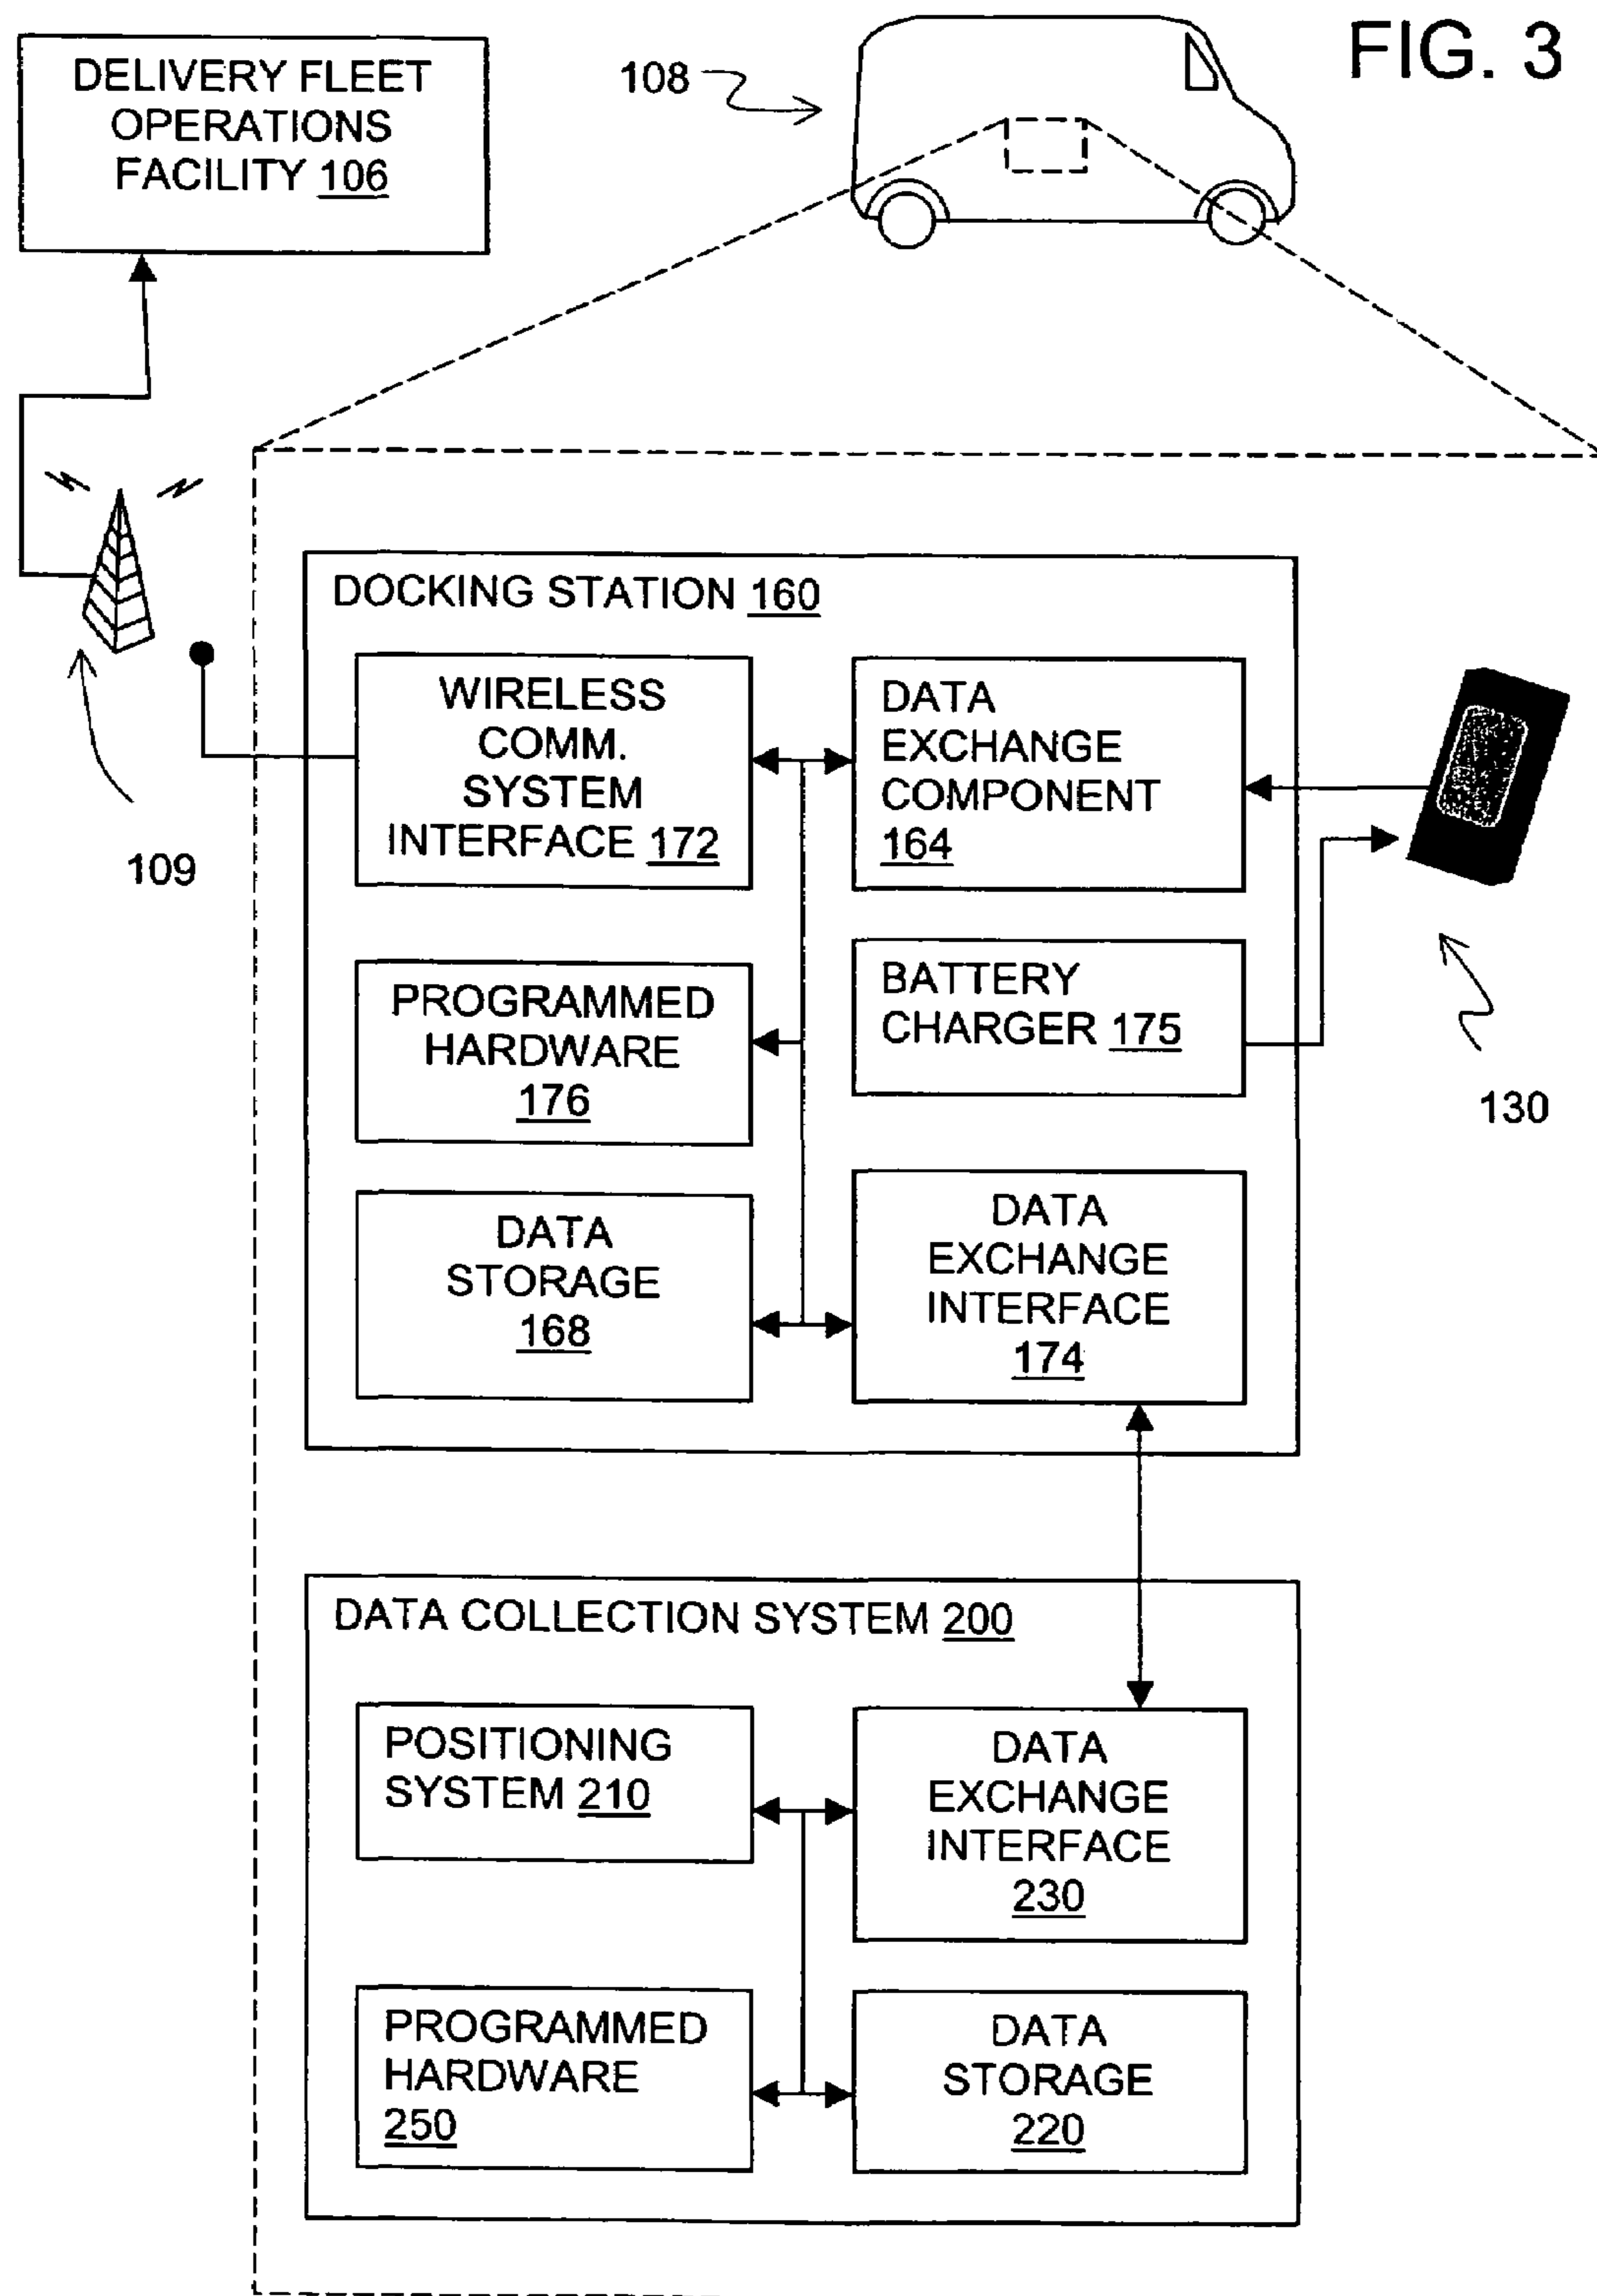 FIG. 3
DELIVERY FLEET
OPERATIONS
FACILITY 106
108
109
DOCKING STATION 160
WIRELESS
COMM.
SYSTEM
INTERFACE 172
DATA
EXCHANGE
COMPONENT
164
PROGRAMMED
HARDWARE
176
BATTERY
CHARGER 175
130
DATA
STORAGE
168
DATA
EXCHANGE
INTERFACE
174
DATA COLLECTION SYSTEM 200
POSITIONING
SYSTEM 210
DATA
EXCHANGE
INTERFACE
230
PROGRAMMED
HARDWARE
250
DATA
STORAGE
220